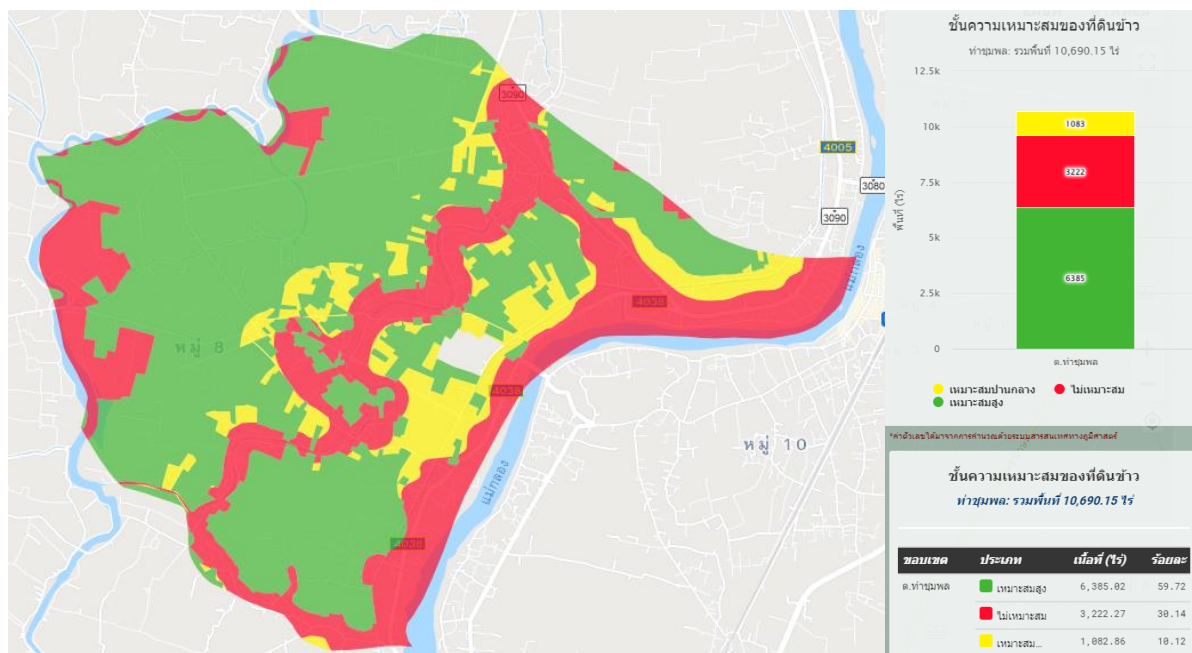 3090
4005
3080
3090
แม่กลอง
4038
หมู่ 8
4038
หมู่ 10
แม่กลอง
4038
ชั้นความเหมาะสมของที่ดินข้าว
ท่าชุมพล: รวมพื้นที่ 10,690.15 ไร่
พื้นที่ (ไร่)
12.5k
10k
7.5k
5k
2.5k
0
1083
3222
6385
ต.ท่าชุมพล
เหมาะสมปานกลาง
ไม่เหมาะสม
เหมาะสมสูง
*ค่าตัวเลขได้มาจากการคำนวณด้วยระบบสารสนเทศทางภูมิศาสตร์
ชั้นความเหมาะสมของที่ดินข้าว
ท่าชุมพล: รวมพื้นที่ 10,690.15 ไร่
ขอบเขต ประเภท เนื้อที่ (ไร่) ร้อยละ
ต.ท่าชุมพล เหมาะสมสูง 6,385.02 59.72
ไม่เหมาะสม 3,222.27 30.14
เหมาะสม... 1,082.86 10.12